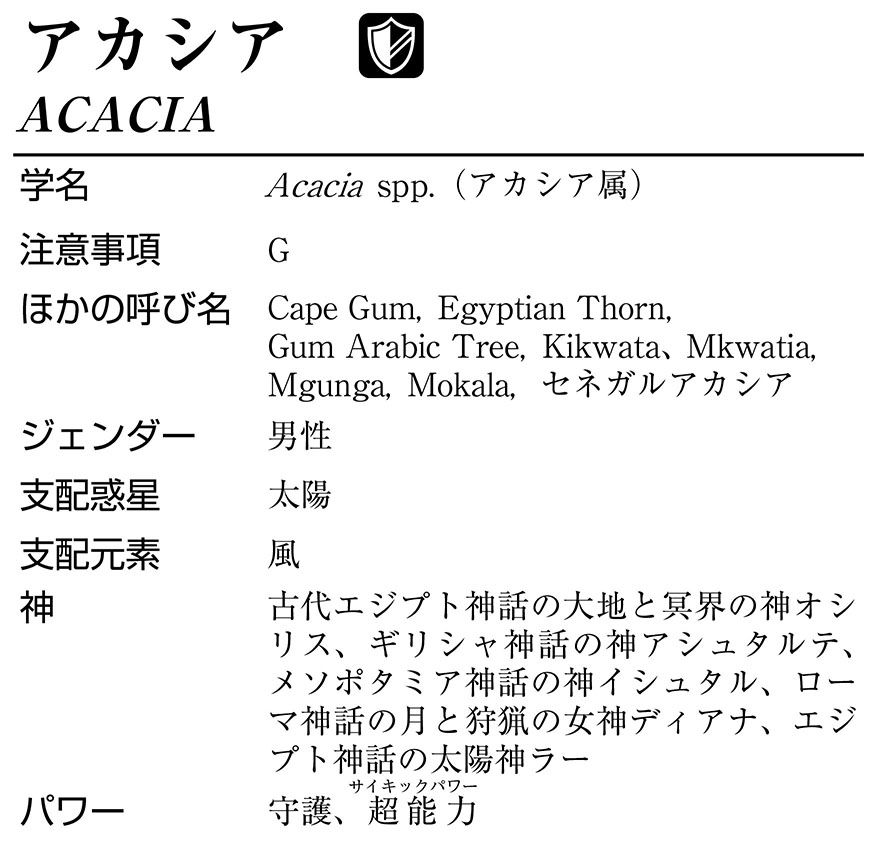 アカシア
ACACIA
学名 Acacia spp.（アカシア属）
注意事項 G
ほかの呼び名 Cape Gum, Egyptian Thorn,
Gum Arabic Tree, Kikwata、Mkwatia,
Mgunga, Mokala, セネガルアカシア
ジェンダー 男性
支配惑星 太陽
支配元素 風
神 古代エジプト神話の大地と冥界の神オシ
リス、ギリシャ神話の神アシュタルテ、
メソポタミア神話の神イシュタル、ロー
マ神話の月と狩猟の女神ディアナ、エジ
プト神話の太陽神ラー
サイキックパワー
パワー 守護、超能力